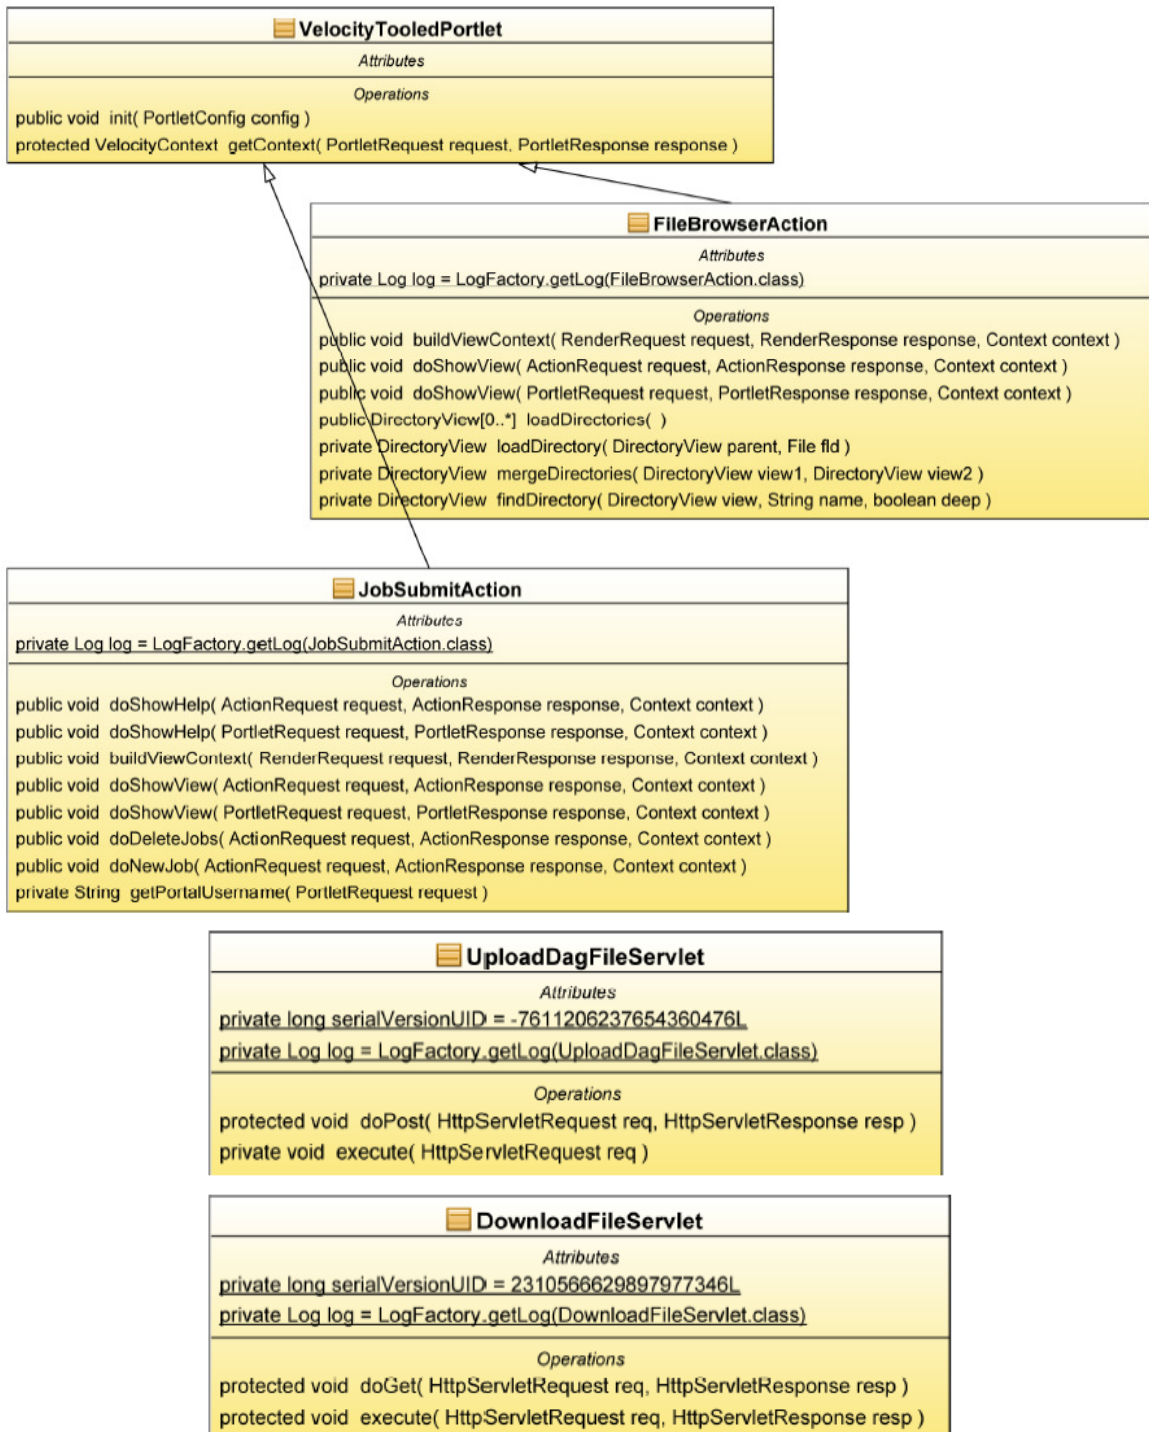 VelocityTooledPortlet
Attributes
Operations
public void init( PortletConfig config )
protected VelocityContext getContext( PortletRequest request, PortletResponse response )
FileBrowserAction
Attributes
private Log log = LogFactory.getLog(FileBrowserAction.class)
Operations
public void buildViewContext( RenderRequest request, RenderResponse response, Context context )
public void doShowView( ActionRequest request, ActionResponse response, Context context )
public void doShowView( PortletRequest request, PortletResponse response, Context context )
public DirectoryView[0..*] loadDirectories( )
private DirectoryView loadDirectory( DirectoryView parent, File fld )
private DirectoryView mergeDirectories( DirectoryView view1, DirectoryView view2 )
private DirectoryView findDirectory( DirectoryView view, String name, boolean deep )
JobSubmitAction
Attributes
private Log log = LogFactory.getLog(JobSubmitAction.class)
Operations
public void doShowHelp( ActionRequest request, ActionResponse response, Context context )
public void doShowHelp( PortletRequest request, PortletResponse response, Context context )
public void buildViewContext( RenderRequest request, RenderResponse response, Context context )
public void doShowView( ActionRequest request, ActionResponse response, Context context )
public void doShowView( PortletRequest request, PortletResponse response, Context context )
public void doDeleteJobs( ActionRequest request, ActionResponse response, Context context )
public void doNewJob( ActionRequest request, ActionResponse response, Context context )
private String getPortalUsername( PortletRequest request )
UploadDagFileServlet
Attributes
private long serialVersionUID = -7611206237654360476L
private Log log = LogFactory.getLog(UploadDagFileServlet.class)
Operations
protected void doPost( HttpServletRequest req, HttpServletResponse resp )
private void execute( HttpServletRequest req )
DownloadFileServlet
Attributes
private long serialVersionUID = 2310566629897977346L
private Log log = LogFactory.getLog(DownloadFileServlet.class)
Operations
protected void doGet( HttpServletRequest req, HttpServletResponse resp )
protected void execute( HttpServletRequest req, HttpServletResponse resp )